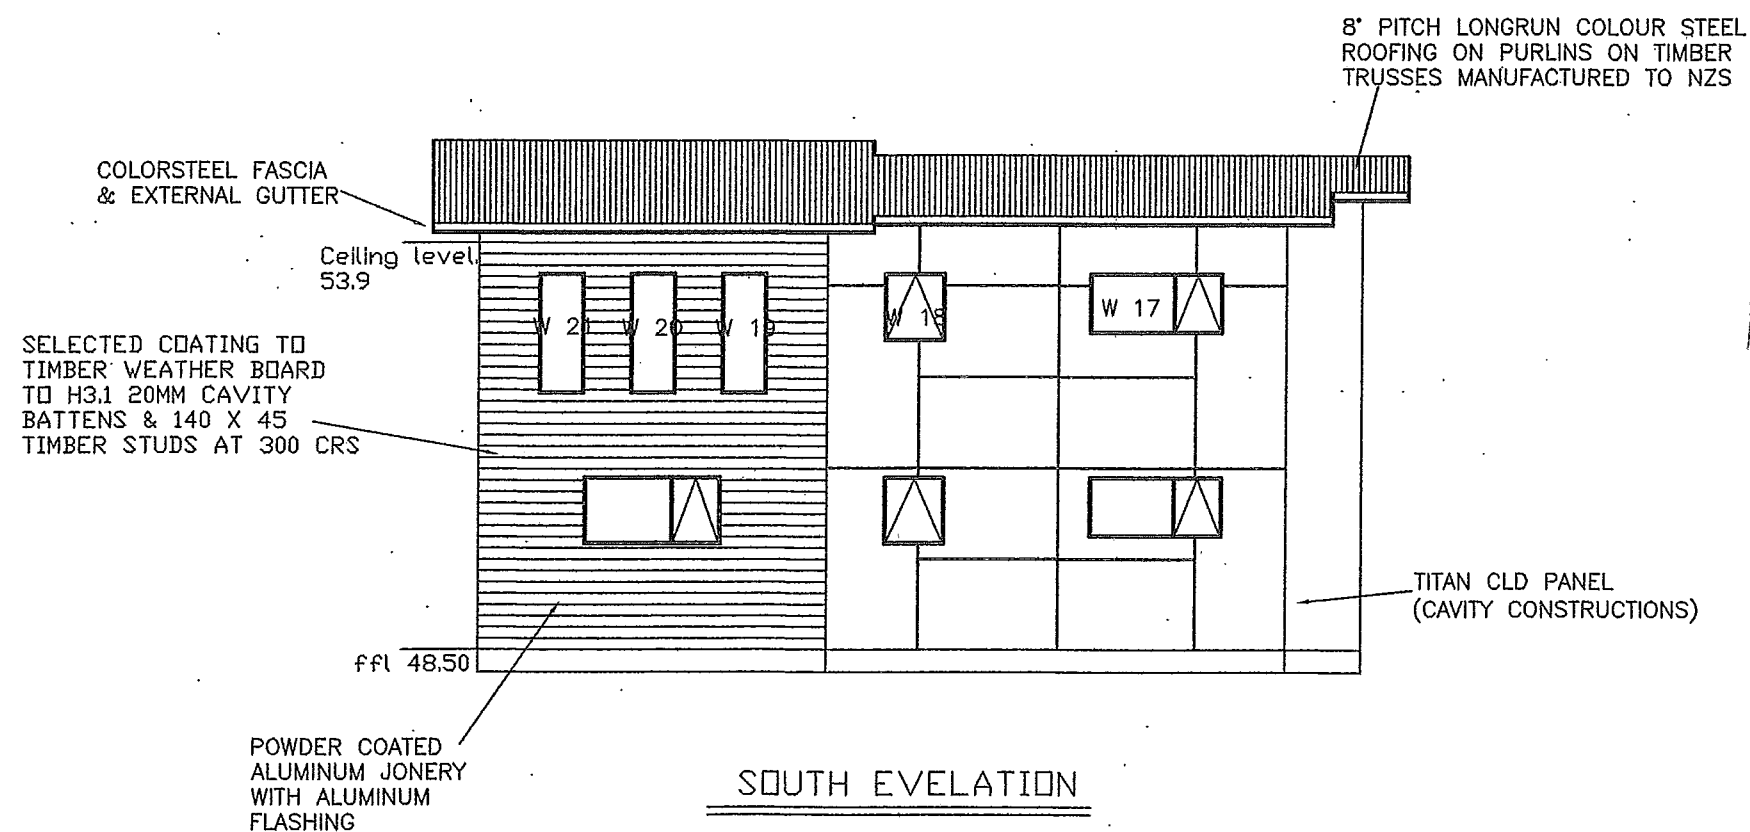 8° PITCH LONGRUN COLOUR STEEL
ROOFING ON PURLINS ON TIMBER
TRUSSES MANUFACTURED TO NZS
COLORSTEEL FASCIA
& EXTERNAL GUTTER
Ceiling level.
53.9
W 21
W 20
W 19
W 18
W 17
SELECTED COATING TO
TIMBER WEATHER BOARD
TO H3.1 20MM CAVITY
BATTENS & 140 X 45
TIMBER STUDS AT 300 CRS
TITAN CLD PANEL
(CAVITY CONSTRUCTIONS)
ffl 48.50
POWDER COATED
ALUMINUM JONERY
WITH ALUMINUM
FLASHING
SOUTH EVELATION